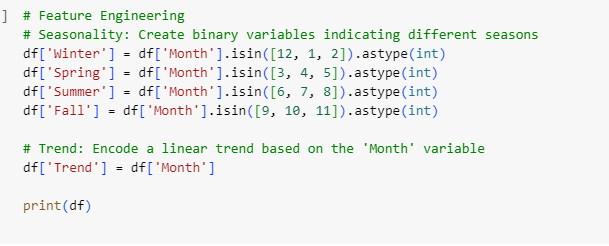 ] # Feature Engineering
# Seasonality: Create binary variables indicating different seasons
df['Winter'] = df['Month'].isin([12, 1, 2]).astype(int)
df['Spring'] = df['Month'].isin([3, 4, 5]).astype(int)
df['Summer'] = df['Month'].isin([6, 7, 8]).astype(int)
df['Fall'] = df['Month'].isin([9, 10, 11]).astype(int)
# Trend: Encode a linear trend based on the 'Month' variable
df['Trend'] = df['Month']
print(df)